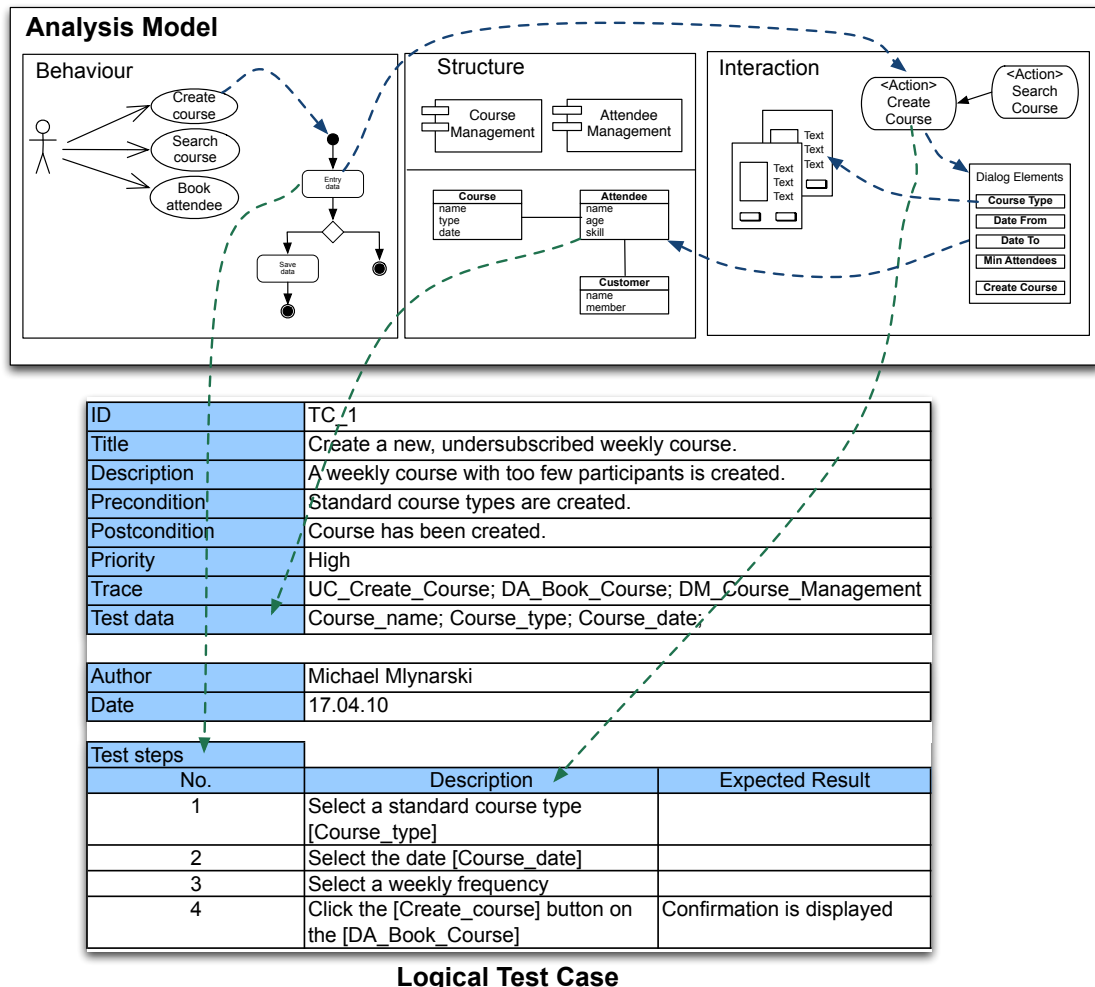 Analysis Model
Behaviour
Create
course
Search
course
Book
attendee
Entry
data
Save
data
Structure
Course
Management
Attendee
Management
Course
name
type
date
Attendee
name
age
skill
Customer
name
member
Interaction
<Action>
Create
Course
<Action>
Search
Course
Text
Text
Text
Text
Text
Text
Dialog Elements
Course Type
Date From
Date To
Min Attendees
Create Course
ID TC_1
Title Create a new, undersubscribed weekly course.
Description A weekly course with too few participants is created.
Precondition Standard course types are created.
Postcondition Course has been created.
Priority High
Trace UC_Create_Course; DA_Book_Course; DM_Course_Management
Test data Course_name; Course_type; Course_date;
Author Michael Mlynarski
Date 17.04.10
Test steps
No. Description Expected Result
1 Select a standard course type
[Course_type]
2 Select the date [Course_date]
3 Select a weekly frequency
4 Click the [Create_course] button on Confirmation is displayed
the [DA_Book_Course]
Logical Test Case